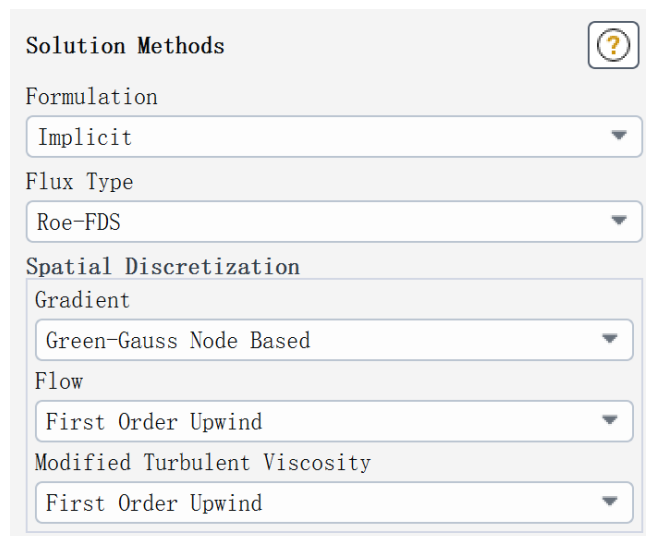 Solution Methods
?
Formulation
Implicit
Flux Type
Roe-FDS
Spatial Discretization
Gradient
Green-Gauss Node Based
Flow
First Order Upwind
Modified Turbulent Viscosity
First Order Upwind